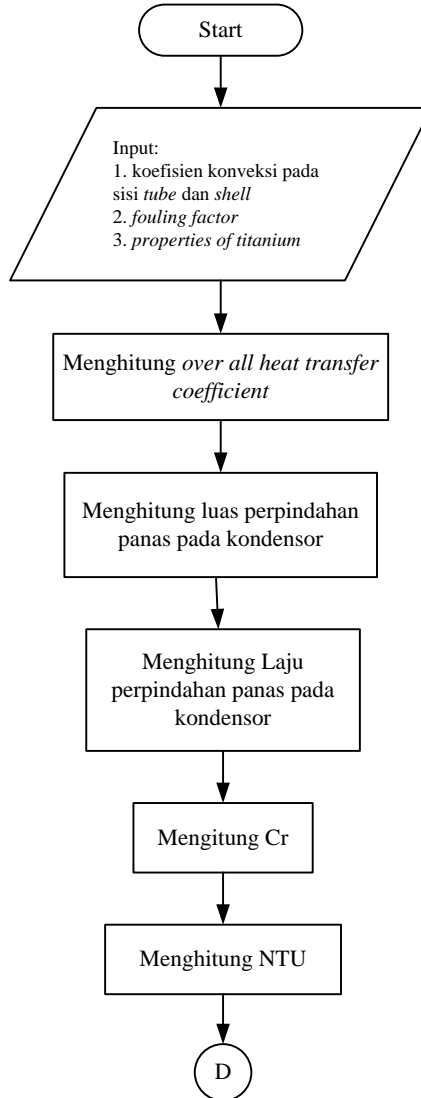 Start
Input:
1. koefisien konveksi pada
sisi tube dan shell
2. fouling factor
3. properties of titanium
Menghitung over all heat transfer
coefficient
Menghitung luas perpindahan
panas pada kondensor
Menghitung Laju
perpindahan panas pada
kondensor
Mengitung Cr
Menghitung NTU
D